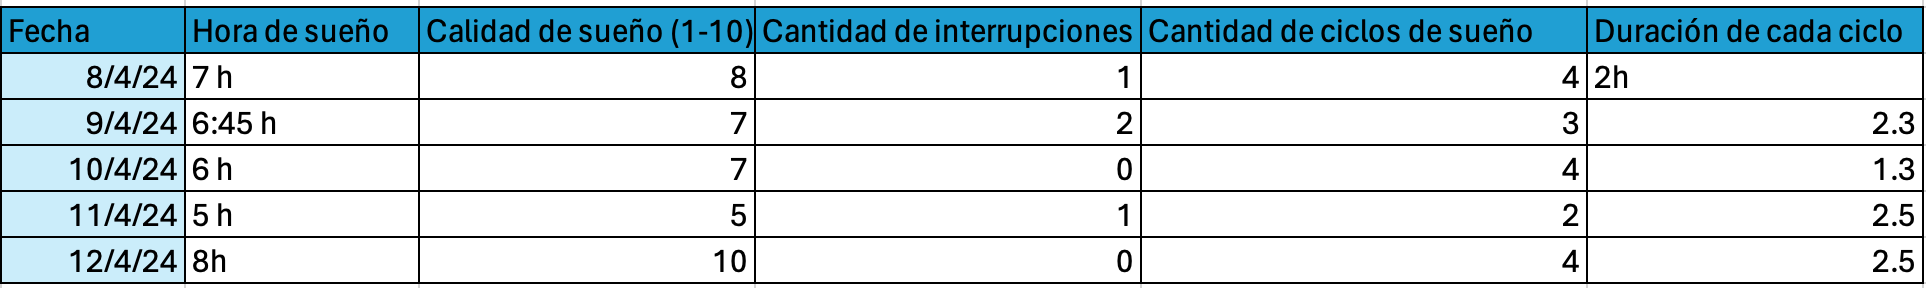 Fecha Hora de sueño Calidad de sueño (1-10) Cantidad de interrupciones Cantidad de ciclos de sueño Duración de cada ciclo
8/4/24 7 h 8 1 4 2h
9/4/24 6:45 h 7 2 3 2.3
10/4/24 6 h 7 0 4 1.3
11/4/24 5 h 5 1 2 2.5
12/4/24 8h 10 0 4 2.5